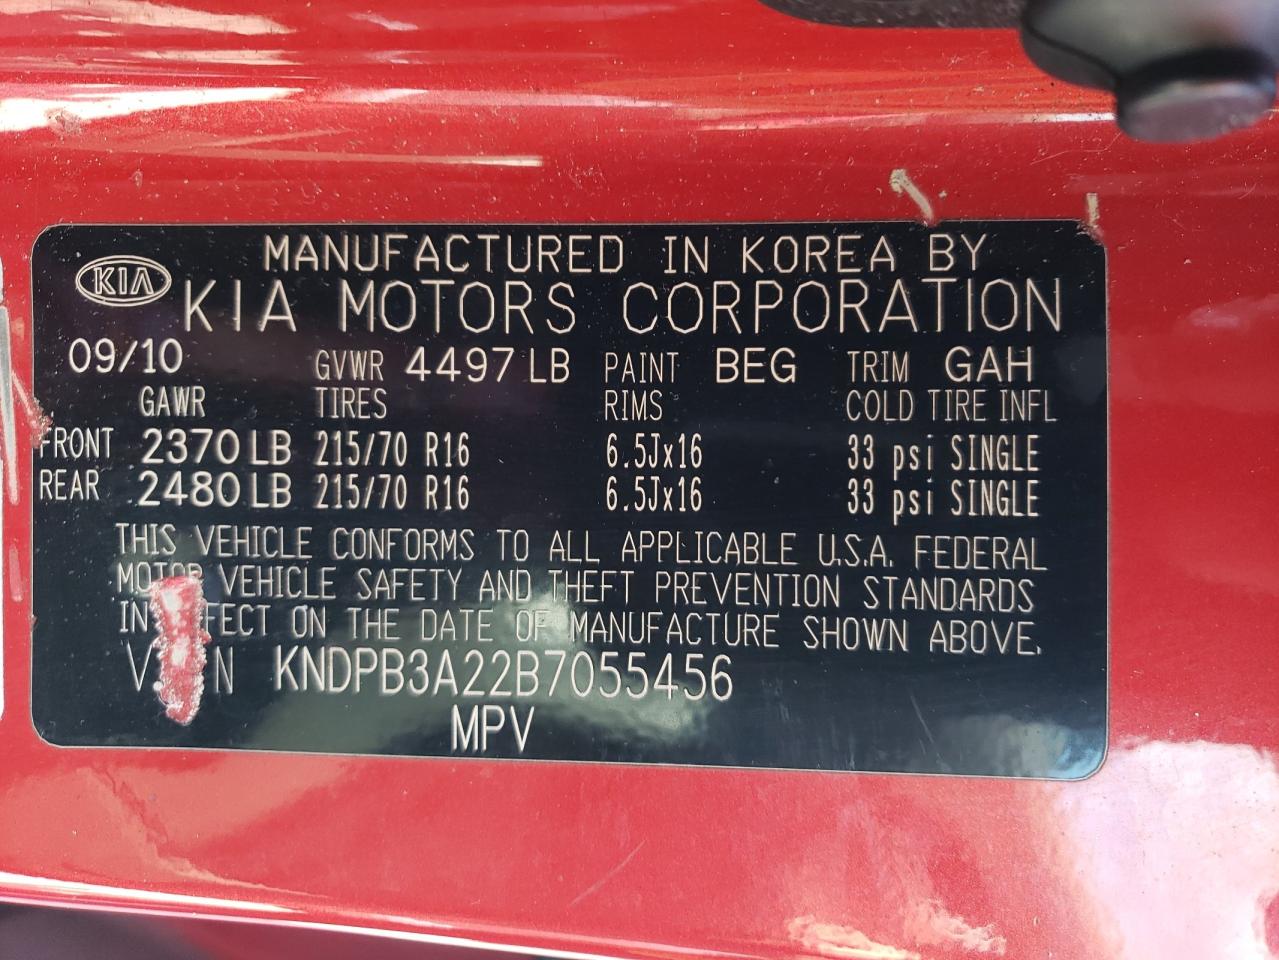 MANUFACTURED IN KOREA BY
KIA
KIA MOTORS CORPORATION
09/10 GVWR 4497 LB PAINT BEG TRIM GAH
GAWR TIRES RIMS COLD TIRE INFL
FRONT 2370 LB 215/70 R16 6.5Jx16 33 psi SINGLE
REAR 2480 LB 215/70 R16 6.5Jx16 33 psi SINGLE
THIS VEHICLE CONFORMS TO ALL APPLICABLE U.S.A. FEDERAL
MOTOR VEHICLE SAFETY AND THEFT PREVENTION STANDARDS
IN EFFECT ON THE DATE OF MANUFACTURE SHOWN ABOVE.
V I N KNDPB3A22B7055456
MPV